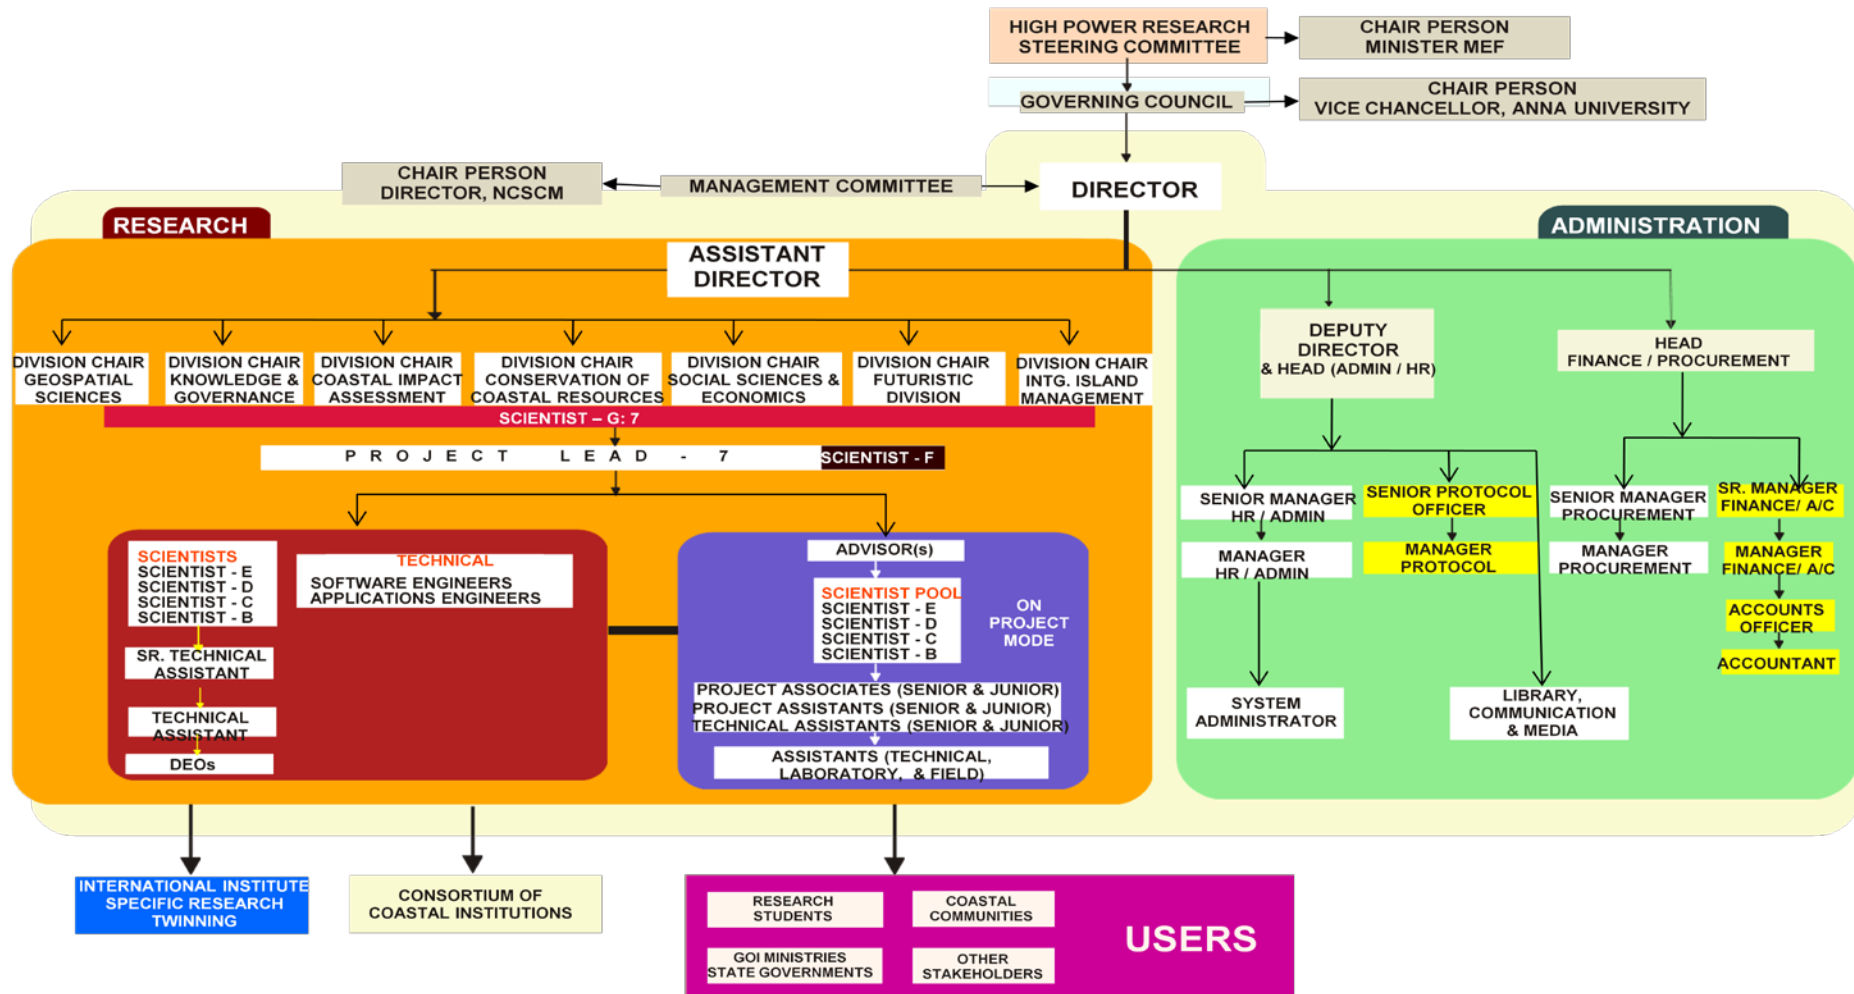 HIGH POWER RESEARCH
STEERING COMMITTEE
CHAIR PERSON
MINISTER MEF
GOVERNING COUNCIL
CHAIR PERSON
VICE CHANCELLOR, ANNA UNIVERSITY
CHAIR PERSON
DIRECTOR, NCSCM
MANAGEMENT COMMITTEE
DIRECTOR
RESEARCH
ADMINISTRATION
ASSISTANT
DIRECTOR
DIVISION CHAIR
GEOSPATIAL
SCIENCES
DIVISION CHAIR
KNOWLEDGE &
GOVERNANCE
DIVISION CHAIR
COASTAL IMPACT
ASSESSMENT
DIVISION CHAIR
CONSERVATION OF
COASTAL RESOURCES
DIVISION CHAIR
SOCIAL SCIENCES &
ECONOMICS
DIVISION CHAIR
FUTURISTIC
DIVISION
DIVISION CHAIR
INTG. ISLAND
MANAGEMENT
SCIENTIST – G: 7
PROJECT LEAD - 7
SCIENTIST - F
SCIENTISTS
SCIENTIST - E
SCIENTIST - D
SCIENTIST - C
SCIENTIST - B
SR. TECHNICAL
ASSISTANT
TECHNICAL
ASSISTANT
DEOs
TECHNICAL
SOFTWARE ENGINEERS
APPLICATIONS ENGINEERS
ADVISOR(s)
SCIENTIST POOL
SCIENTIST - E
SCIENTIST - D
SCIENTIST - C
SCIENTIST - B
ON
PROJECT
MODE
PROJECT ASSOCIATES (SENIOR & JUNIOR)
PROJECT ASSISTANTS (SENIOR & JUNIOR)
TECHNICAL ASSISTANTS (SENIOR & JUNIOR)
ASSISTANTS (TECHNICAL,
LABORATORY, & FIELD)
DEPUTY
DIRECTOR
& HEAD (ADMIN / HR)
HEAD
FINANCE / PROCUREMENT
SENIOR MANAGER
HR / ADMIN
MANAGER
HR / ADMIN
SENIOR PROTOCOL
OFFICER
MANAGER
PROTOCOL
SENIOR MANAGER
PROCUREMENT
MANAGER
PROCUREMENT
SR. MANAGER
FINANCE/ A/C
MANAGER
FINANCE/ A/C
ACCOUNTS
OFFICER
ACCOUNTANT
SYSTEM
ADMINISTRATOR
LIBRARY,
COMMUNICATION
& MEDIA
INTERNATIONAL INSTITUTE
SPECIFIC RESEARCH
TWINNING
CONSORTIUM OF
COASTAL INSTITUTIONS
RESEARCH
STUDENTS
COASTAL
COMMUNITIES
GOI MINISTRIES
STATE GOVERNMENTS
OTHER
STAKEHOLDERS
USERS